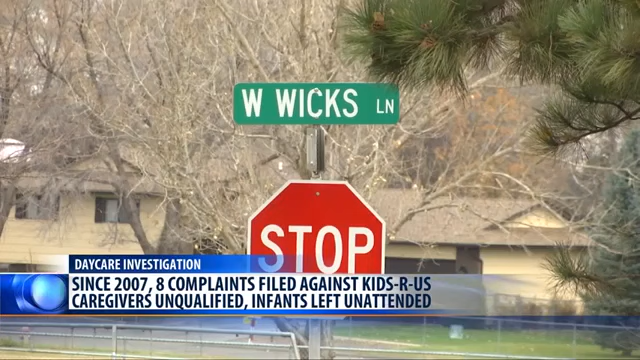 W WICKS LN
STOP
DAYCARE INVESTIGATION
SINCE 2007, 8 COMPLAINTS FILED AGAINST KIDS-R-US
CAREGIVERS UNQUALIFIED, INFANTS LEFT UNATTENDED